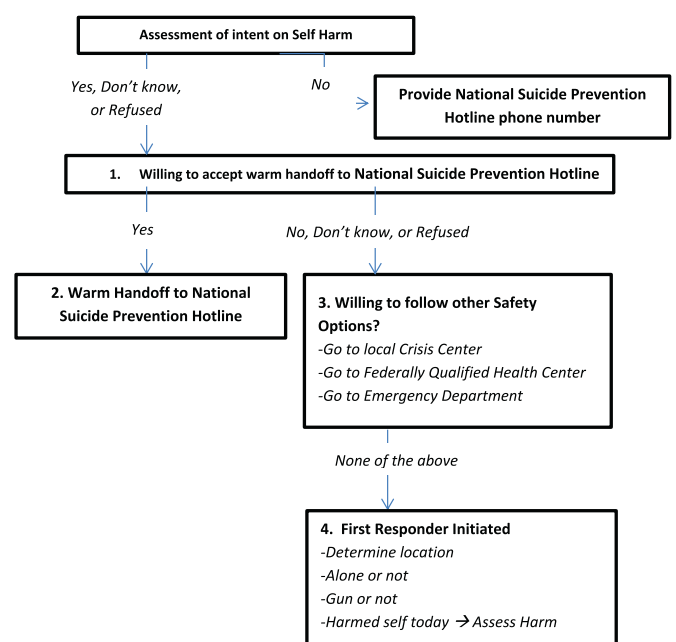 Assessment of intent on Self Harm
Yes, Don't know,
or Refused
No
Provide National Suicide Prevention
Hotline phone number
1. Willing to accept warm handoff to National Suicide Prevention Hotline
Yes
No, Don't know, or Refused
2. Warm Handoff to National
Suicide Prevention Hotline
3. Willing to follow other Safety
Options?
-Go to local Crisis Center
-Go to Federally Qualified Health Center
-Go to Emergency Department
None of the above
4. First Responder Initiated
-Determine location
-Alone or not
-Gun or not
-Harmed self today → Assess Harm